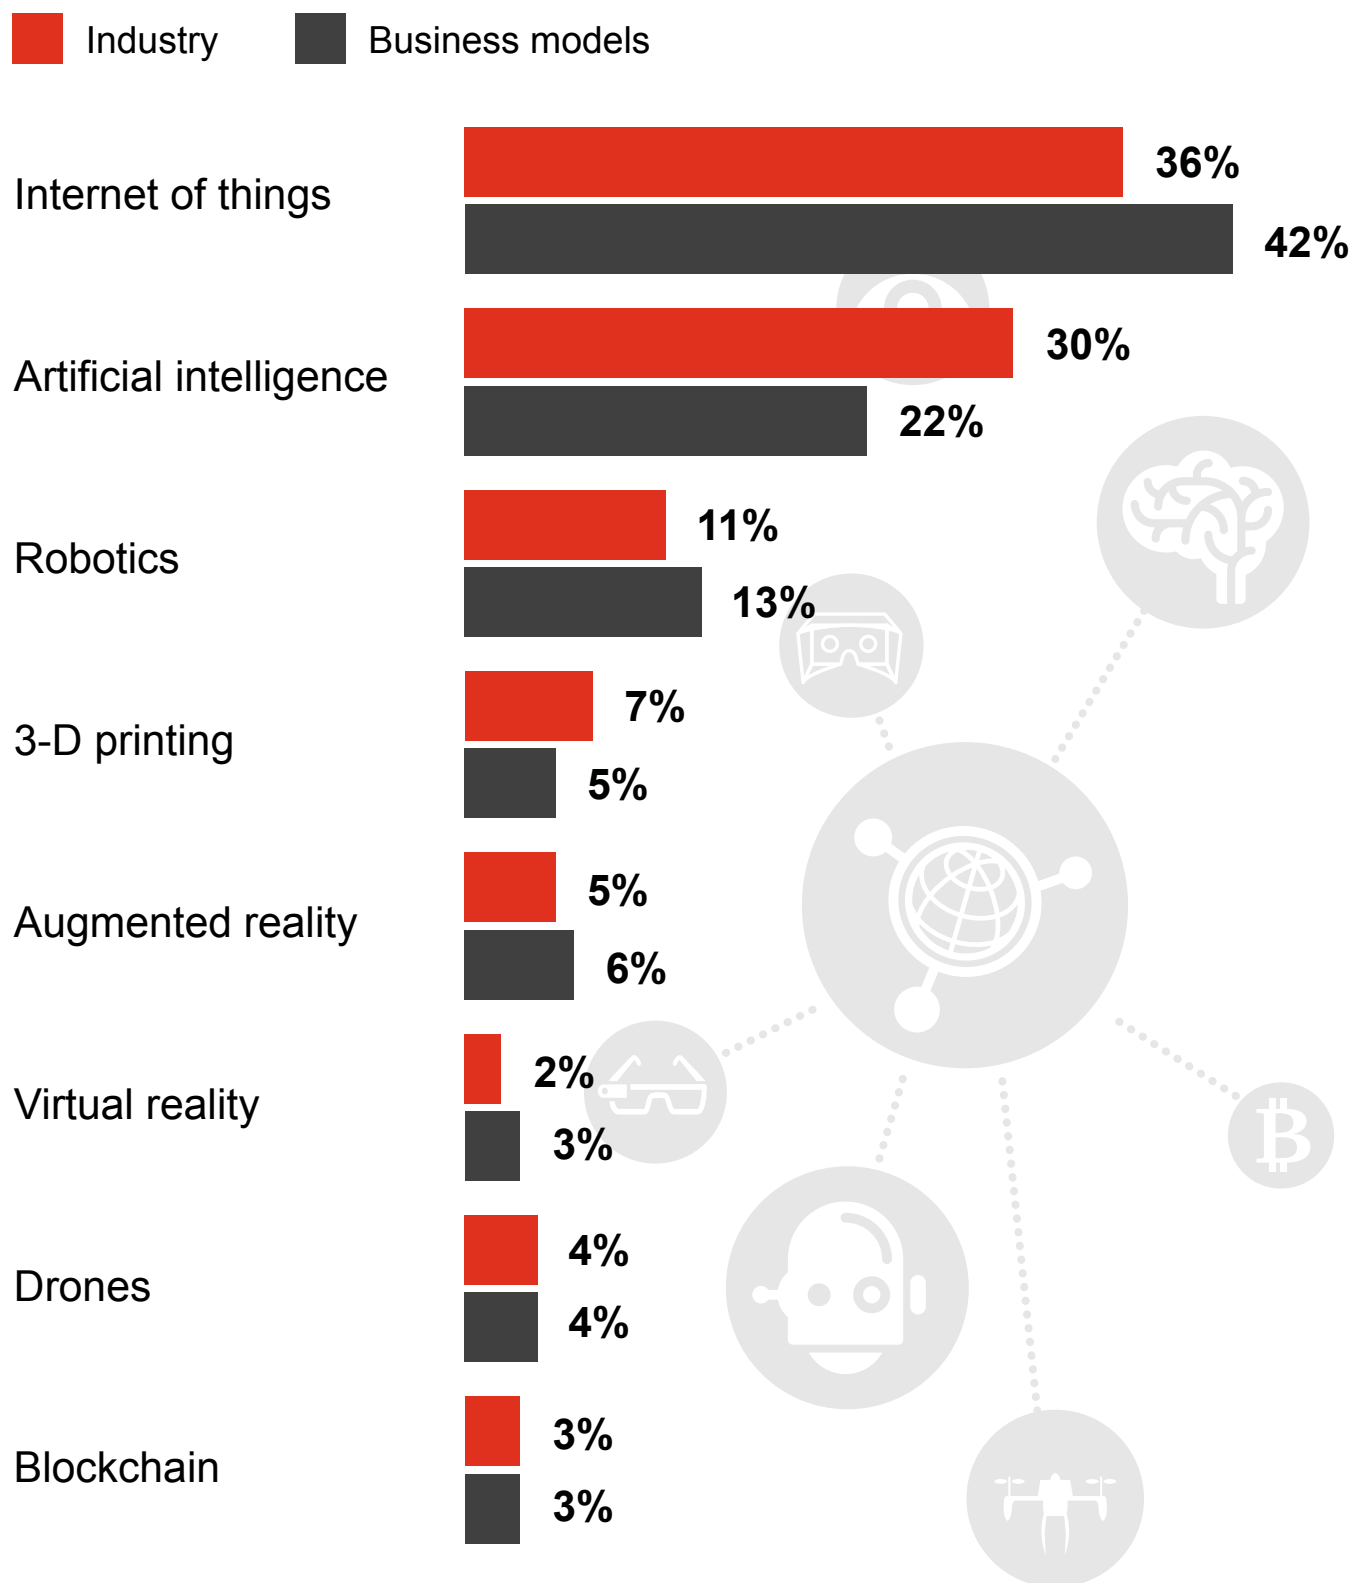 Industry Business models
Internet of things
36%
42%
Artificial intelligence
30%
22%
Robotics
11%
13%
3-D printing
7%
5%
Augmented reality
5%
6%
Virtual reality
2%
3%
Drones
4%
4%
Blockchain
3%
3%